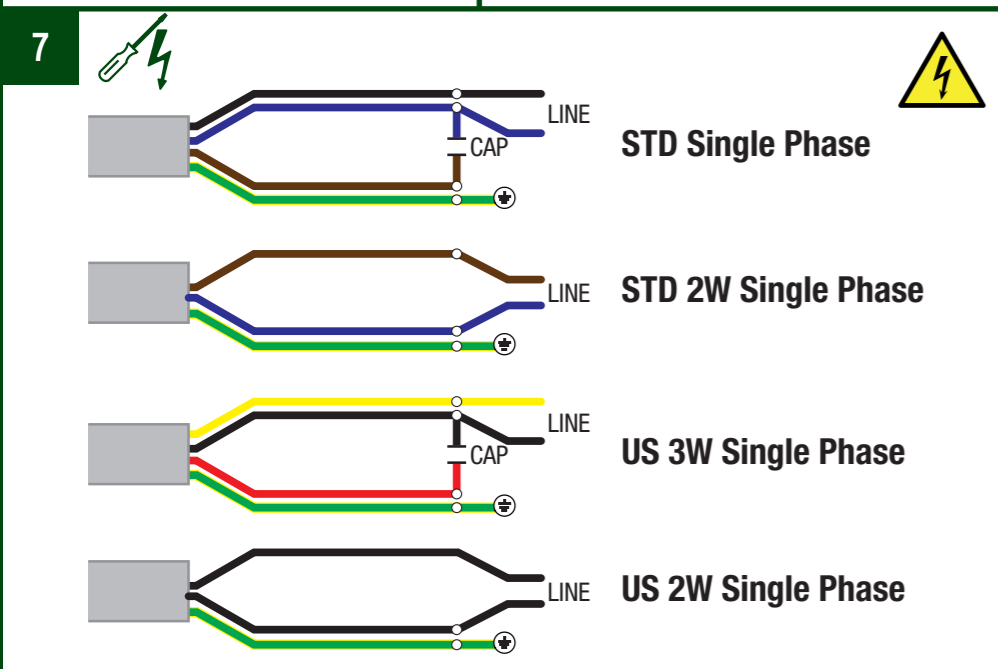 7
LINE
CAP
STD Single Phase
LINE
STD 2W Single Phase
LINE
CAP
US 3W Single Phase
LINE
US 2W Single Phase